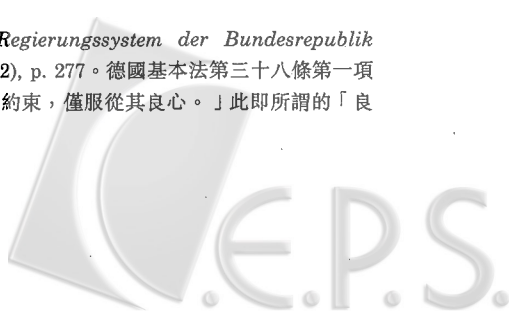 Regierungssystem der Bundesrepublik
2), p. 277。德國基本法第三十八條第一項
約束，僅服從其良心。」此即所謂的「良
C.E.P.S.